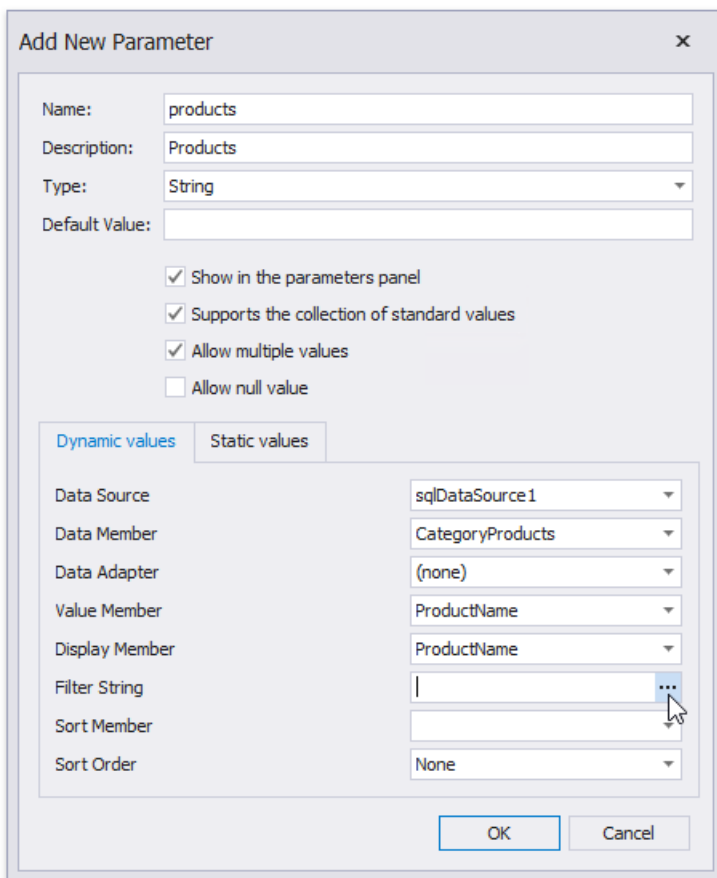 Add New Parameter
Name: products
Description: Products
Type: String
Default Value:
Show in the parameters panel
Supports the collection of standard values
Allow multiple values
Allow null value
Dynamic values Static values
Data Source sqlDataSource1
Data Member CategoryProducts
Data Adapter (none)
Value Member ProductName
Display Member ProductName
Filter String ...
Sort Member
Sort Order None
OK Cancel